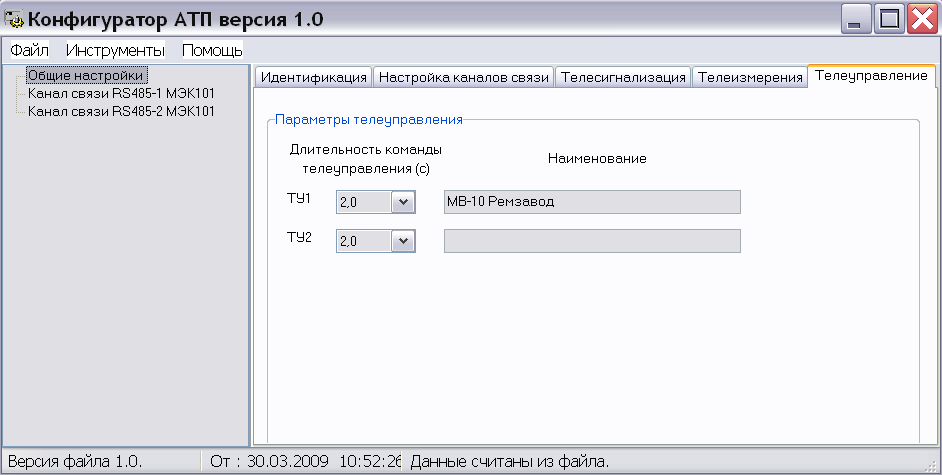 Конфигуратор АТП версия 1.0
Файл Инструменты Помощь
Общие настройки
Канал связи RS485-1 МЭК101
Канал связи RS485-2 МЭК101
Идентификация Настройка каналов связи Телесигнализация Телеизмерения Телеуправление
Параметры телеуправления
Длительность команды
телеуправления (с)
Наименование
ТУ1 2,0 МВ-10 Ремзавод
ТУ2 2,0
Версия файла 1.0. От : 30.03.2009 10:52:26 Данные считаны из файла.